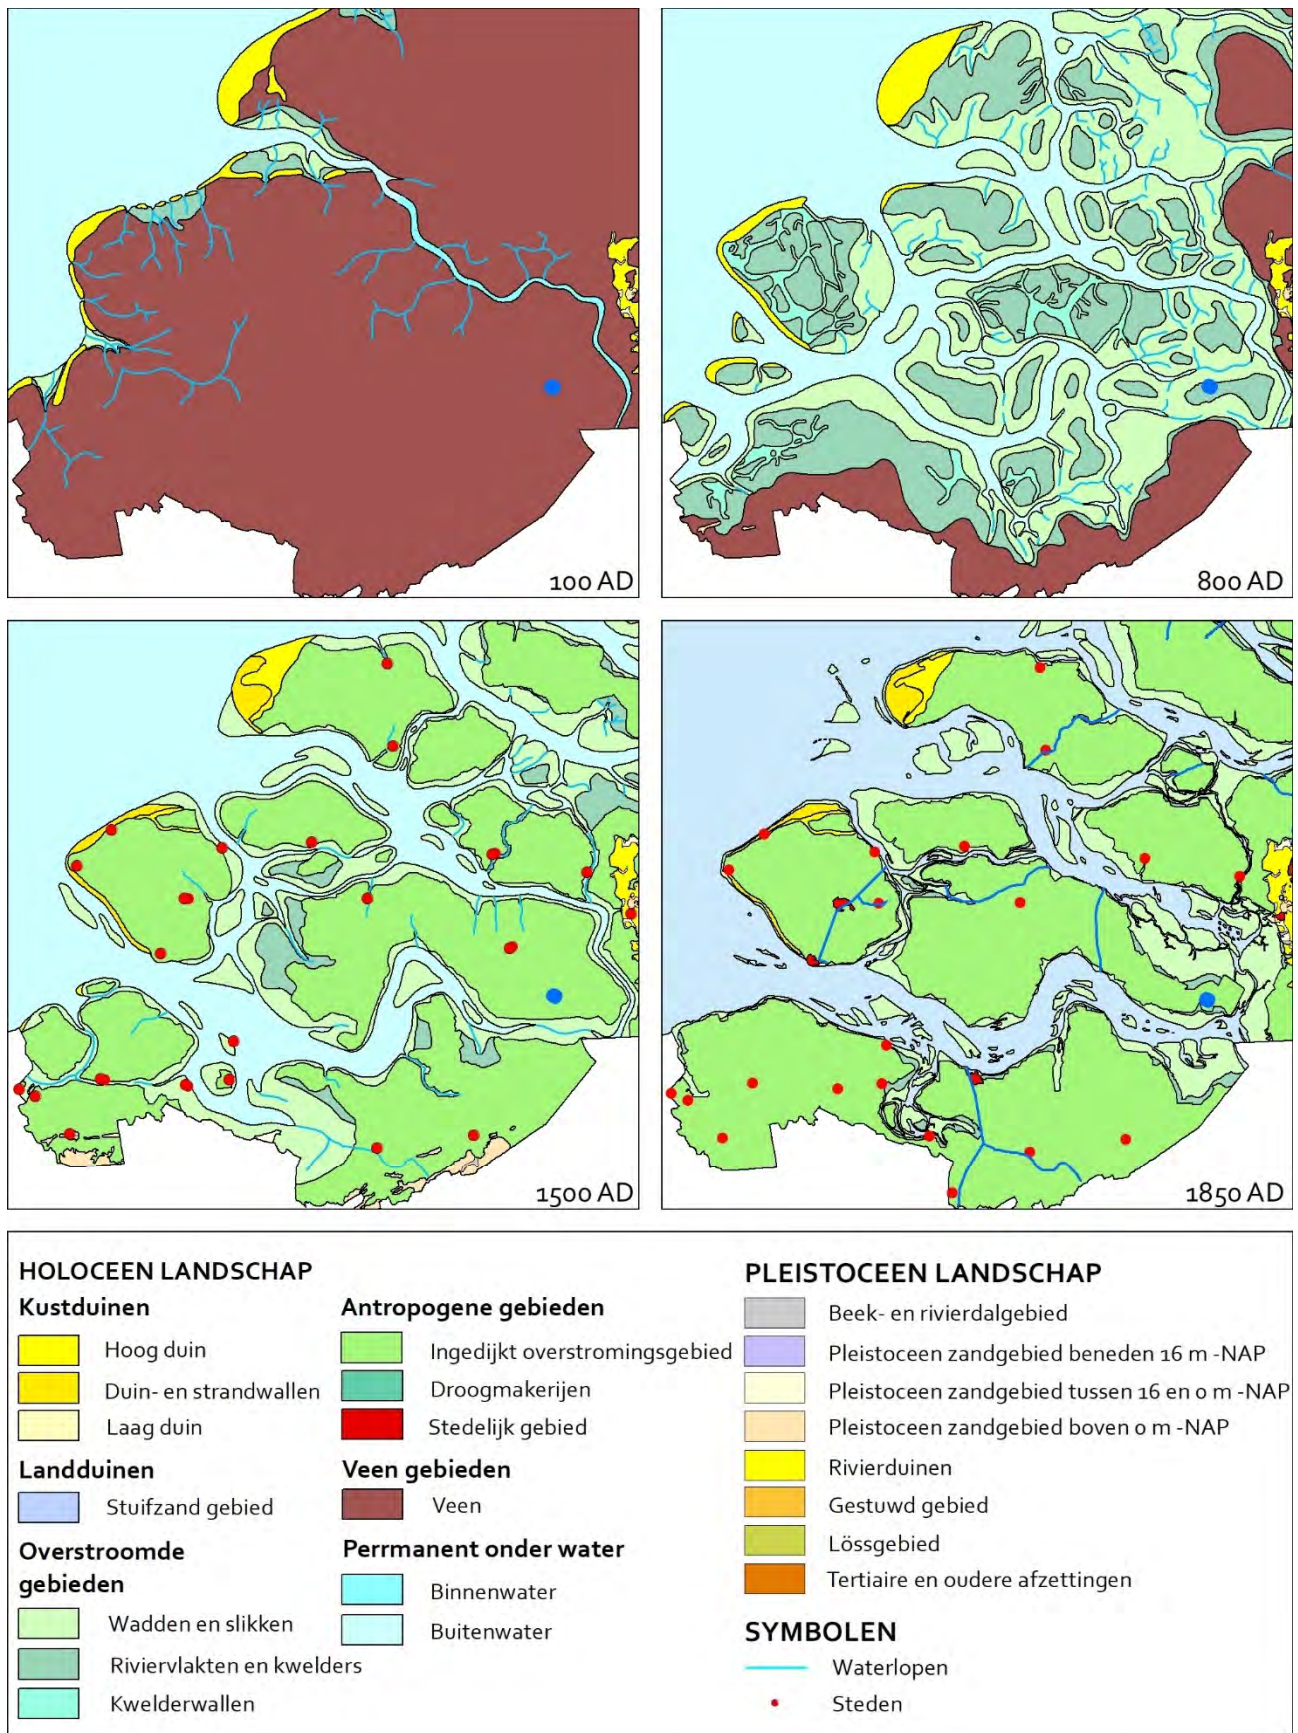 100 AD
800 AD
1500 AD
1850 AD
HOLOCEEN LANDSCHAP
Kustduinen
Hoog duin
Duin- en strandwallen
Laag duin
Landduinen
Stuifzand gebied
Overstroomde
gebieden
Wadden en slikken
Riviervlakten en kwelders
Kwelderwallen
Antropogene gebieden
Ingedijkt overstromingsgebied
Droogmakerijen
Stedelijk gebied
Veen gebieden
Veen
Perrmanent onder water
Binnenwater
Buitenwater
PLEISTOCEEN LANDSCHAP
Beek- en rivierdalgebied
Pleistoceen zandgebied beneden 16 m -NAP
Pleistoceen zandgebied tussen 16 en 0 m -NAP
Pleistoceen zandgebied boven 0 m -NAP
Rivierduinen
Gestuwd gebied
Lössgebied
Tertiaire en oudere afzettingen
SYMBOLEN
Waterlopen
Steden